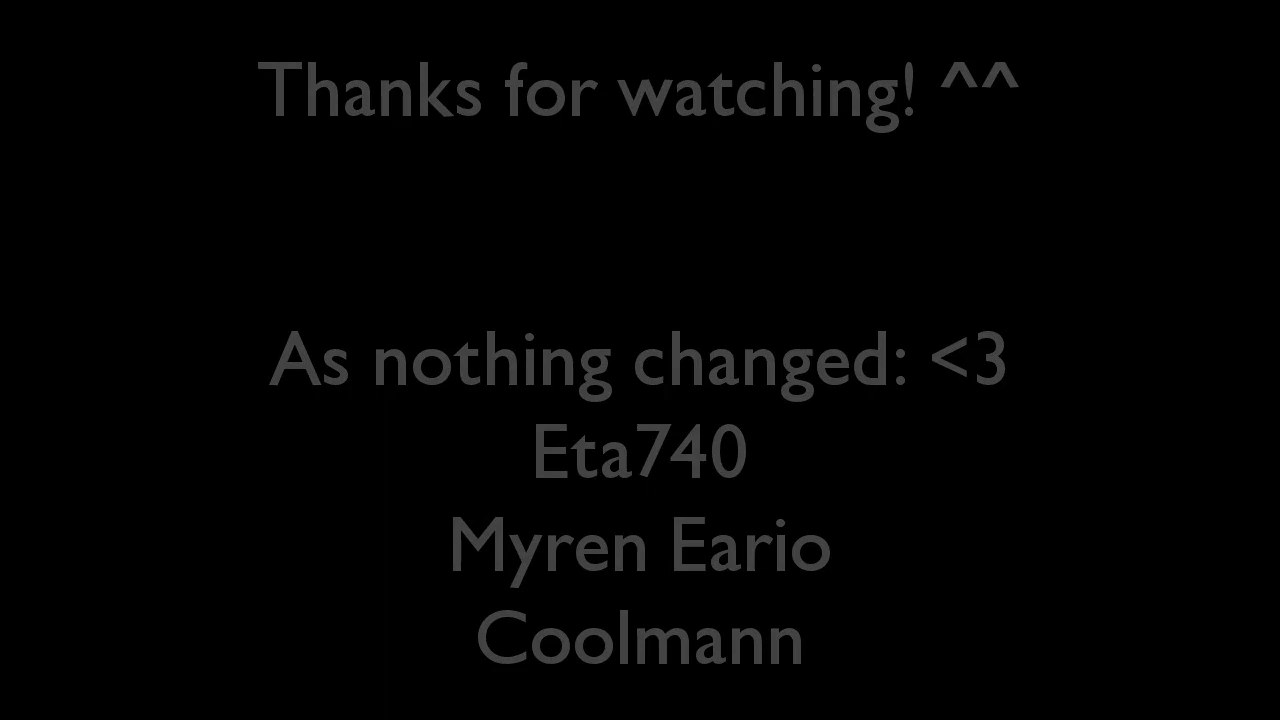 Thanks for watching! ^^
As nothing changed: <3
Eta740
Myren Eario
Coolmann